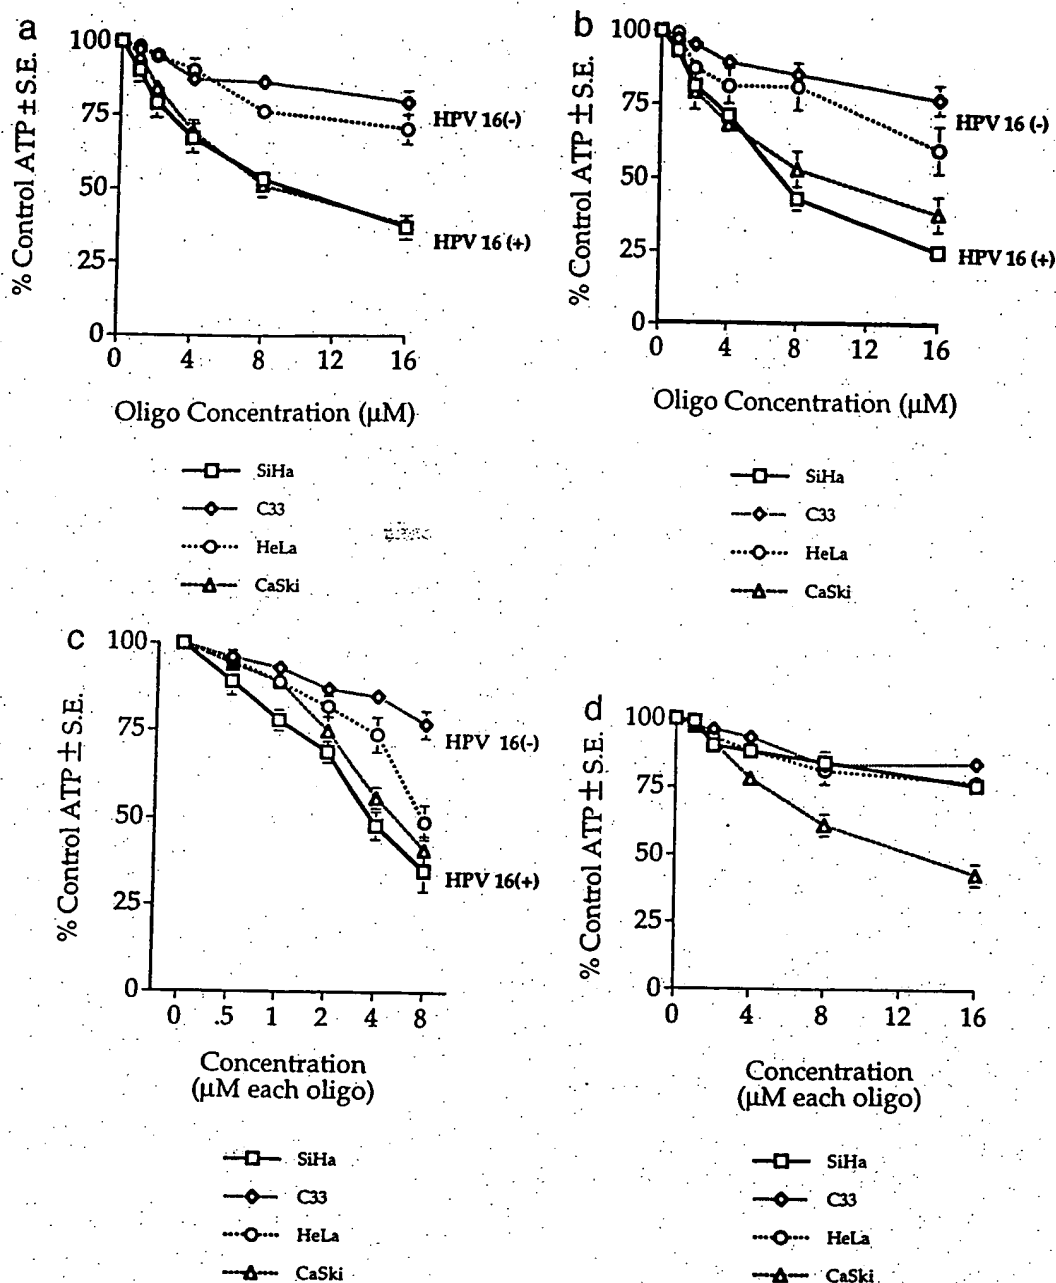 a
% Control ATP ± S.E.
100
75
50
25
0
HPV 16(-)
HPV 16 (+)
0 4 8 12 16
Oligo Concentration (µM)
SiHa
C33
HeLa
CaSki
b
% Control ATP ± S.E.
100
75
50
25
0
HPV 16 (-)
HPV 16 (+)
0 4 8 12 16
Oligo Concentration (µM)
SiHa
C33
HeLa
CaSki
c
% Control ATP ± S.E.
100
75
50
25
0
HPV 16(-)
HPV 16(+)
0 .5 1 2 4 8
Concentration
(µM each oligo)
SiHa
C33
HeLa
CaSki
d
% Control ATP ± S.E.
100
75
50
25
0
0 4 8 12 16
Concentration
(µM each oligo)
SiHa
C33
HeLa
CaSki